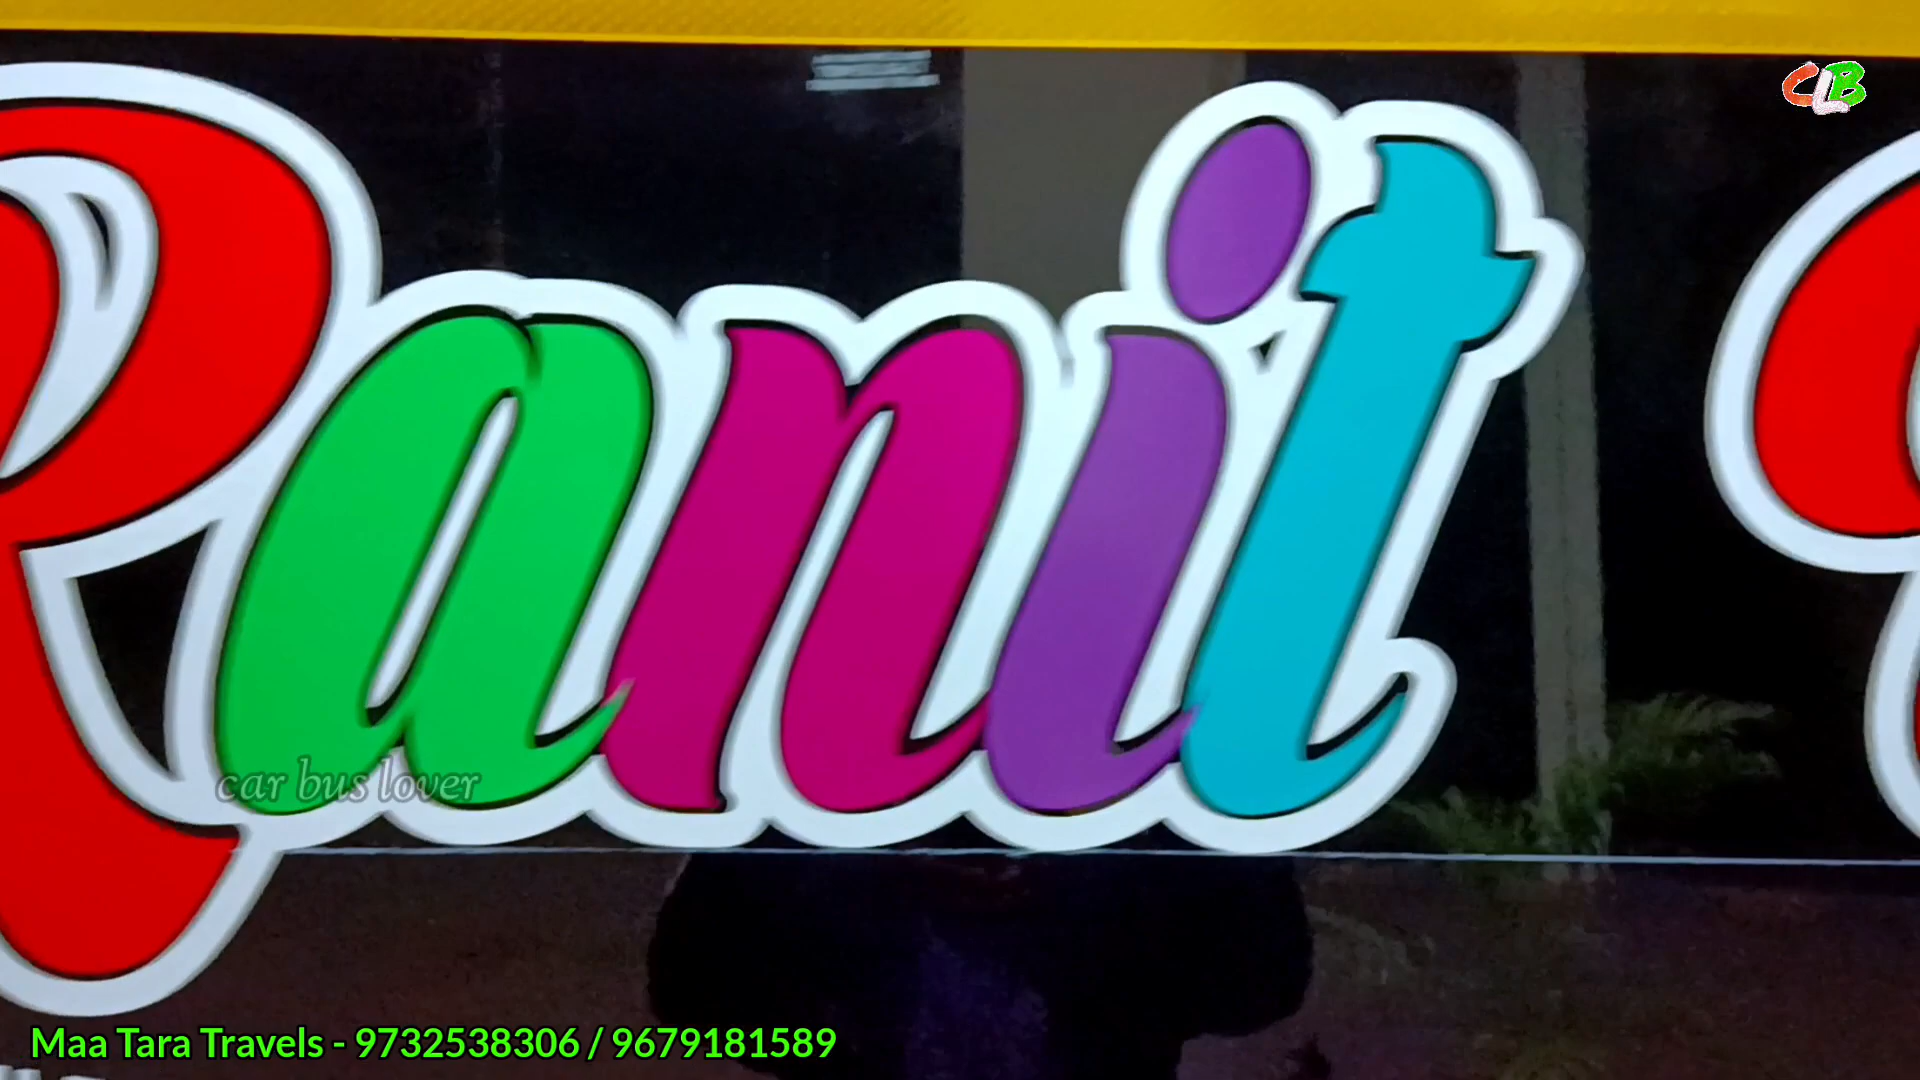 CLB
Ranit
car bus lover
Maa Tara Travels - 9732538306 / 9679181589